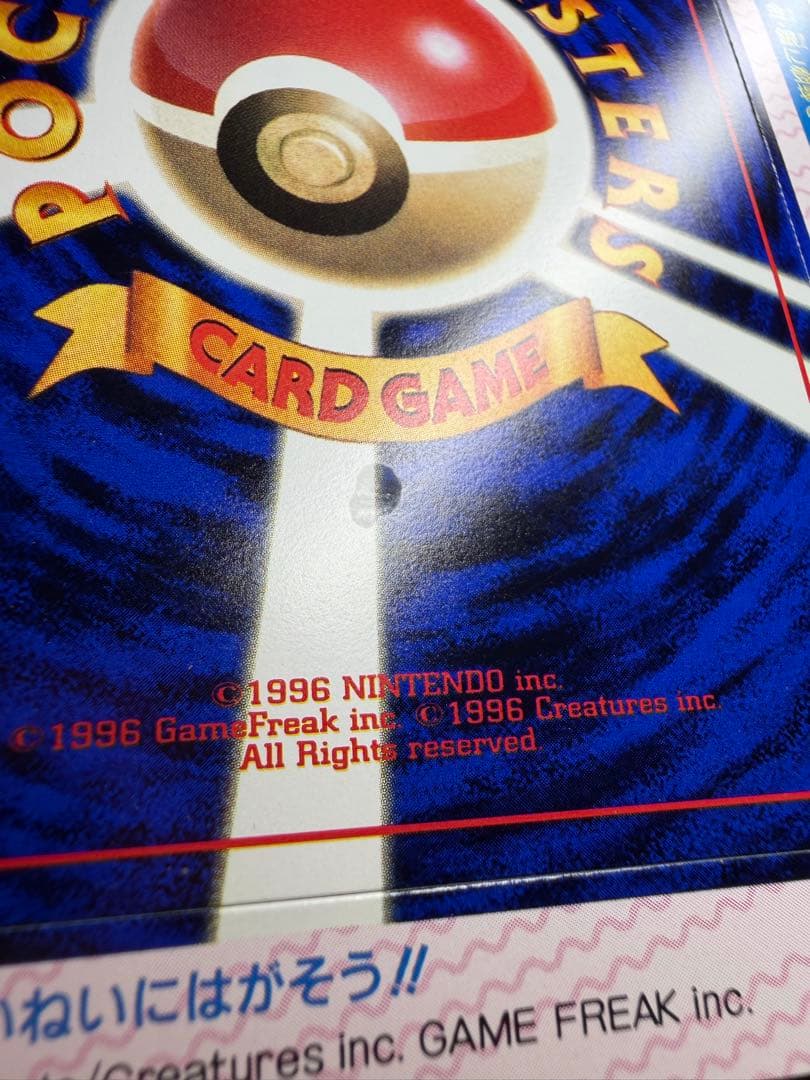 POC
STERS
CARD GAME
©1996 NINTENDO inc.
©1996 GameFreak inc. ©1996 Creatures inc.
All Rights reserved
いねいにはがそう!!
/Creatures inc. GAME FREAK inc.